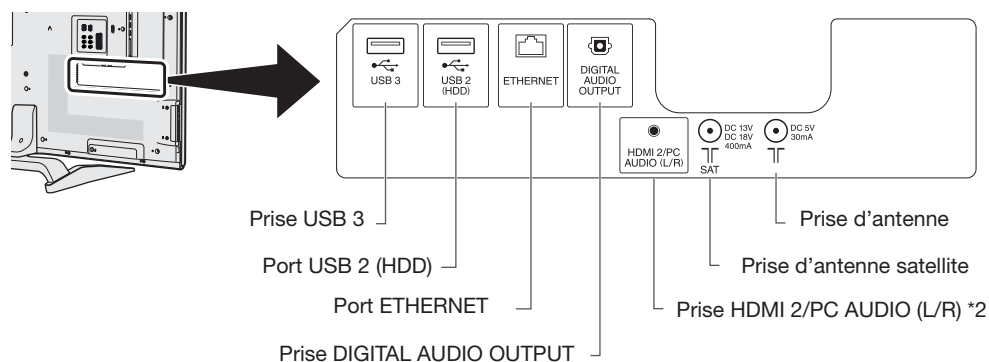 USB 3
USB 2
(HDD)
ETHERNET
DIGITAL
AUDIO
OUTPUT
HDMI 2/PC
AUDIO (L/R)
DC 13V
DC 18V
400mA
SAT
DC 5V
30mA
Prise USB 3
Prise d’antenne
Port USB 2 (HDD)
Prise d’antenne satellite
Port ETHERNET
Prise HDMI 2/PC AUDIO (L/R) *2
Prise DIGITAL AUDIO OUTPUT